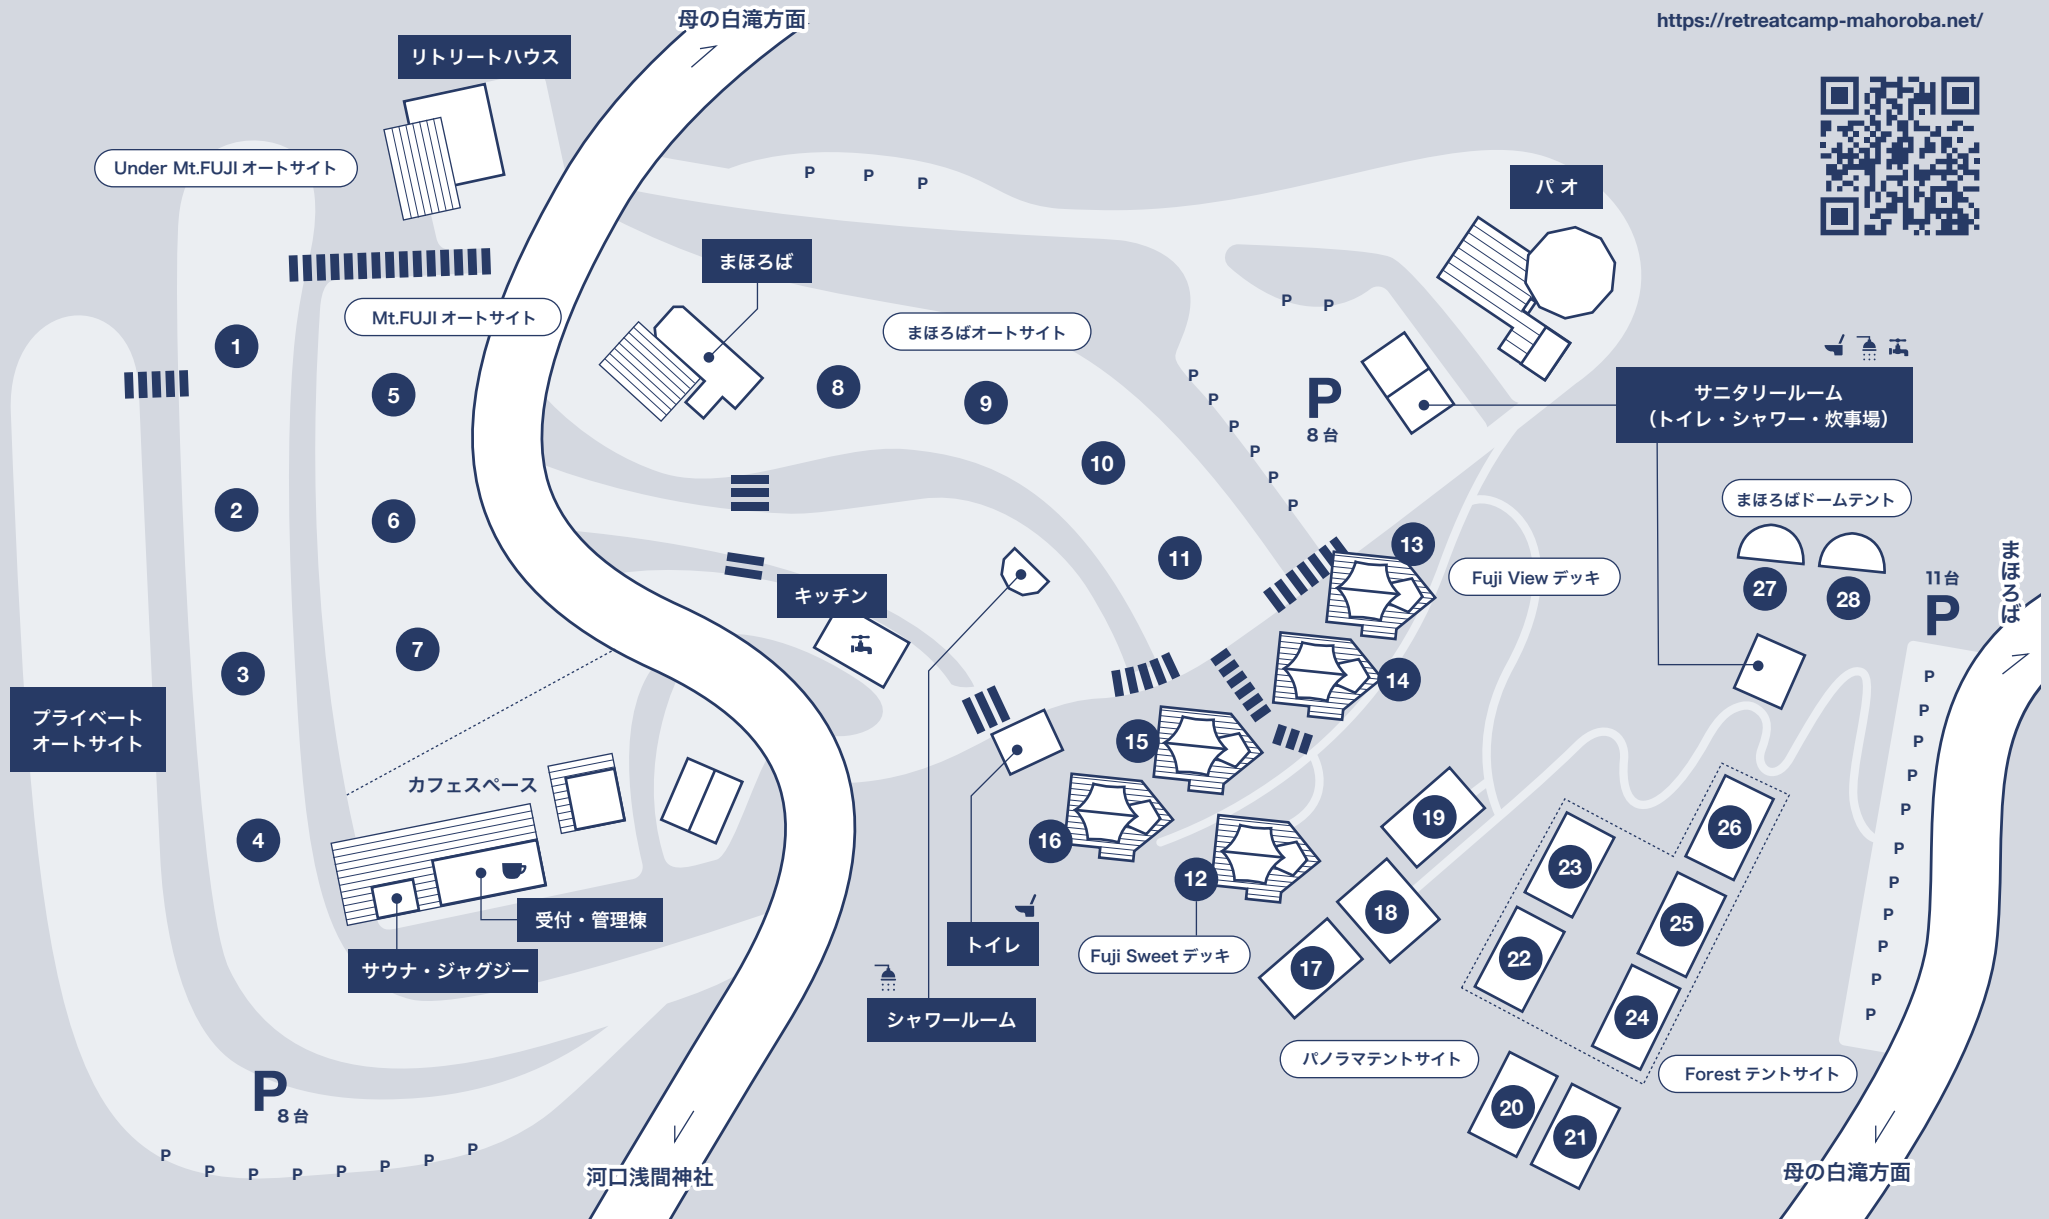 母の白滝方面
https://retreatcamp-mahoroba.net/
リトリートハウス
Under Mt.FUJI オートサイト
P P P
パ オ
まほろば
Mt.FUJI オートサイト
まほろばオートサイト
P P
1
5
8
9
P
8 台
P
P
P
P
P
P
サニタリールーム
（トイレ・シャワー・炊事場）
10
2
6
11
13
まほろばドームテント
Fuji View デッキ
27
28
11台
P
まほろば
キッチン
7
3
14
プライベート
オートサイト
15
カフェスペース
4
16
12
19
18
17
23
26
22
25
24
受付・管理棟
サウナ・ジャグジー
トイレ
Fuji Sweet デッキ
シャワールーム
パノラマテントサイト
Forest テントサイト
20
21
P
P
P
P
P
P
P
P
P
P
P
P
8 台
P P P P P P P P
河口浅間神社
母の白滝方面